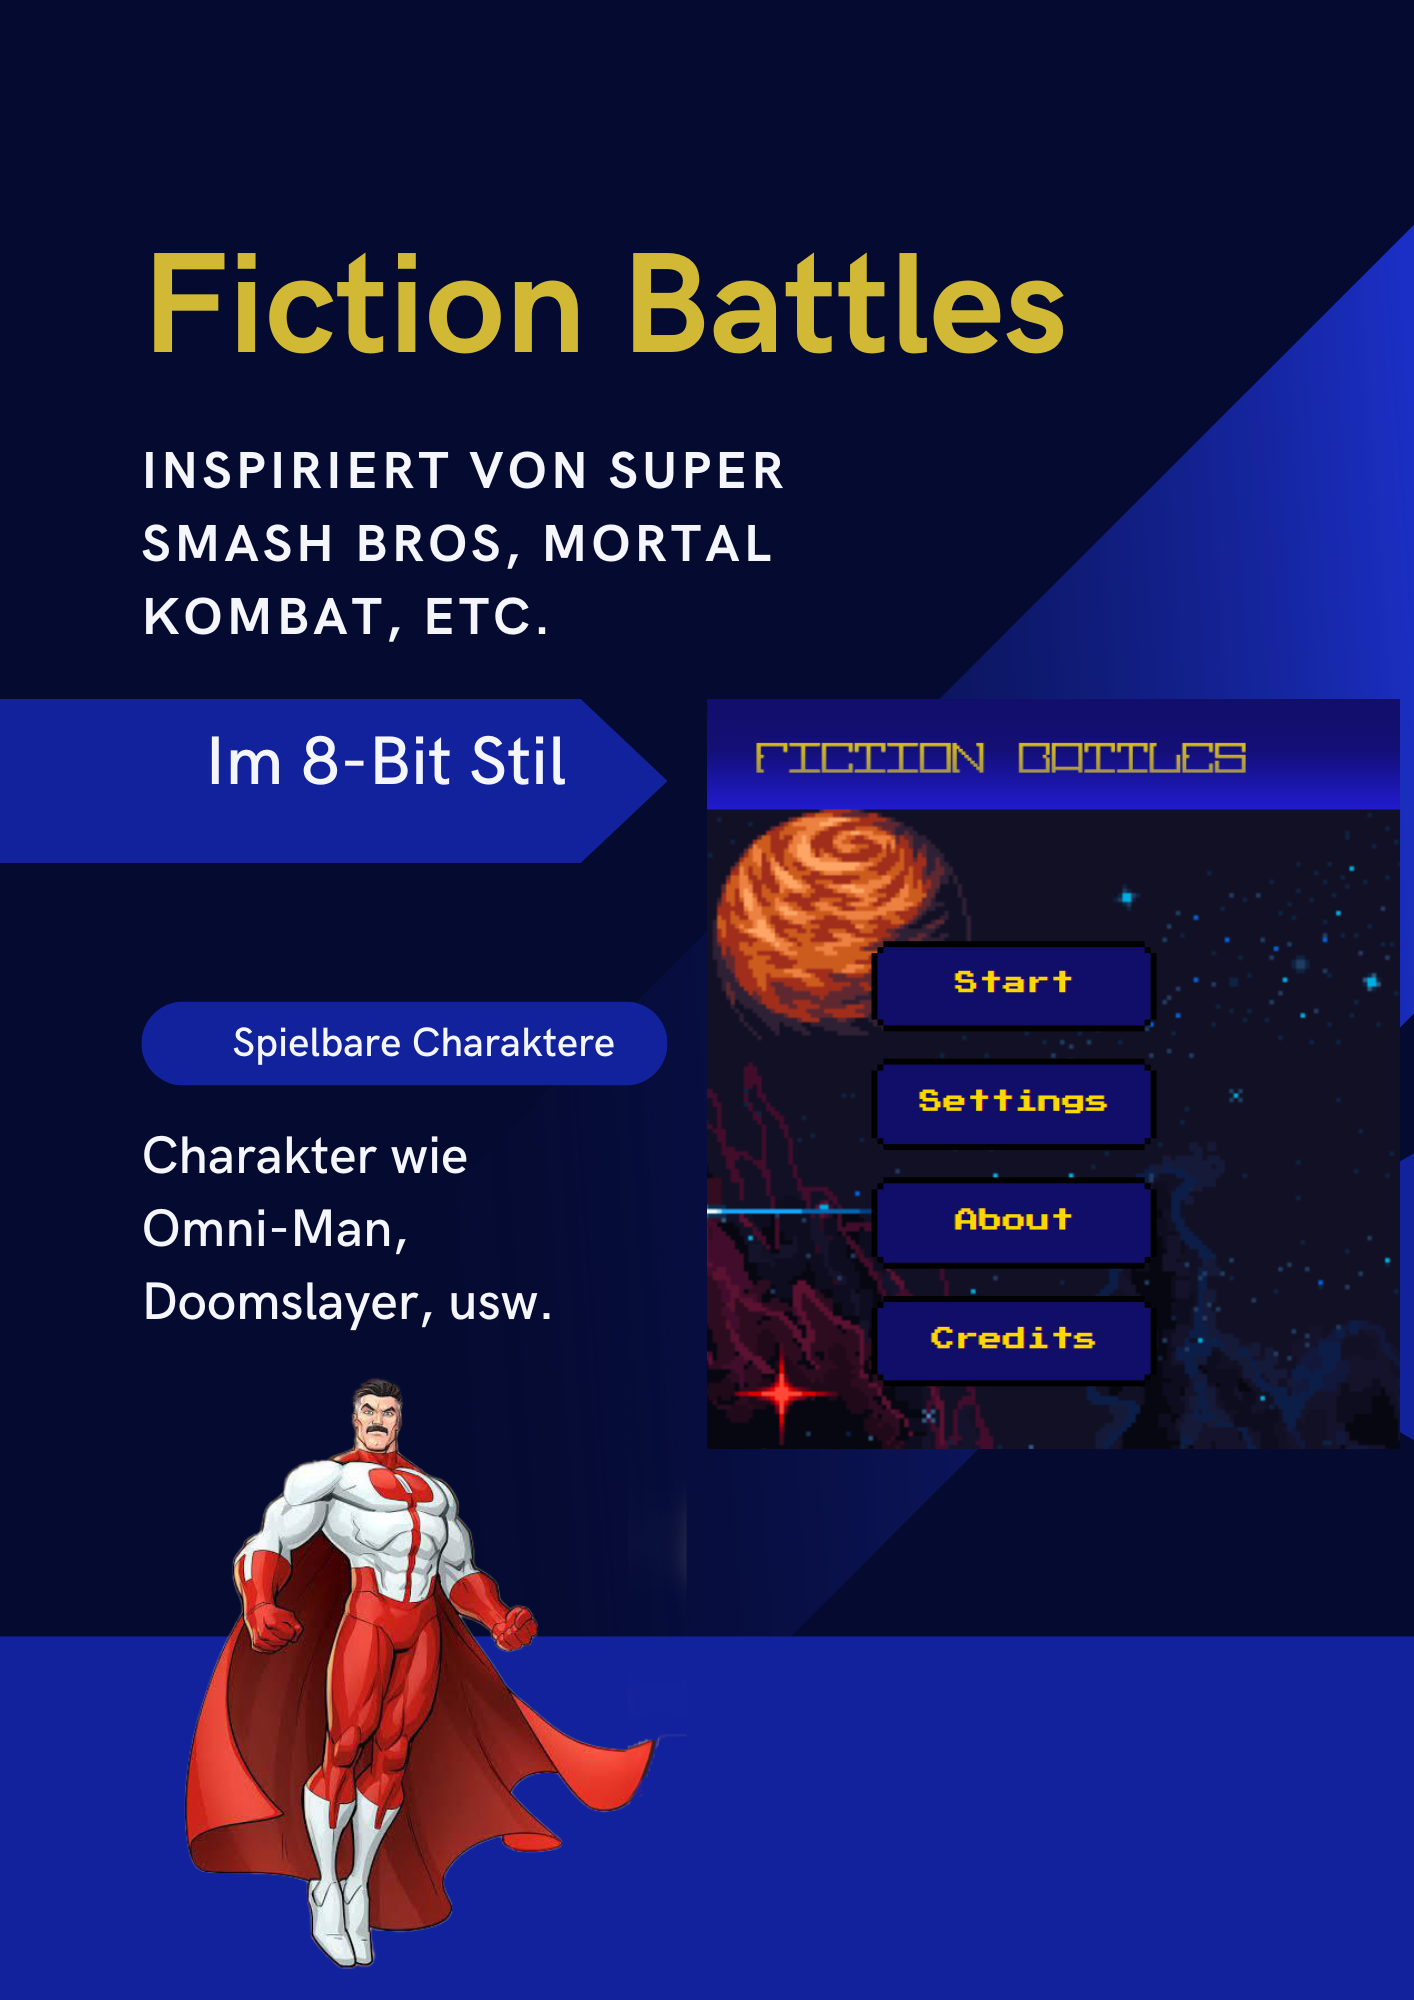 Fiction Battles
INSPIRIERT VON SUPER
SMASH BROS, MORTAL
KOMBAT, ETC.
Im 8-Bit Stil
FICTION BATTLES
Start
Settings
About
Credits
Spielbare Charaktere
Charakter wie
Omni-Man,
Doomslayer, usw.